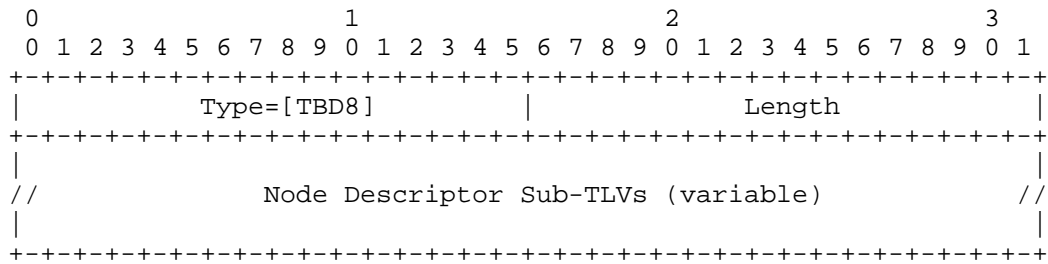 0                   1                   2                   3
 0 1 2 3 4 5 6 7 8 9 0 1 2 3 4 5 6 7 8 9 0 1 2 3 4 5 6 7 8 9 0 1
+-+-+-+-+-+-+-+-+-+-+-+-+-+-+-+-+-+-+-+-+-+-+-+-+-+-+-+-+-+-+-+-+
|           Type=[TBD8]         |             Length            |
+-+-+-+-+-+-+-+-+-+-+-+-+-+-+-+-+-+-+-+-+-+-+-+-+-+-+-+-+-+-+-+-+
|                                                               |
//              Node Descriptor Sub-TLVs (variable)            //
|                                                               |
+-+-+-+-+-+-+-+-+-+-+-+-+-+-+-+-+-+-+-+-+-+-+-+-+-+-+-+-+-+-+-+-+